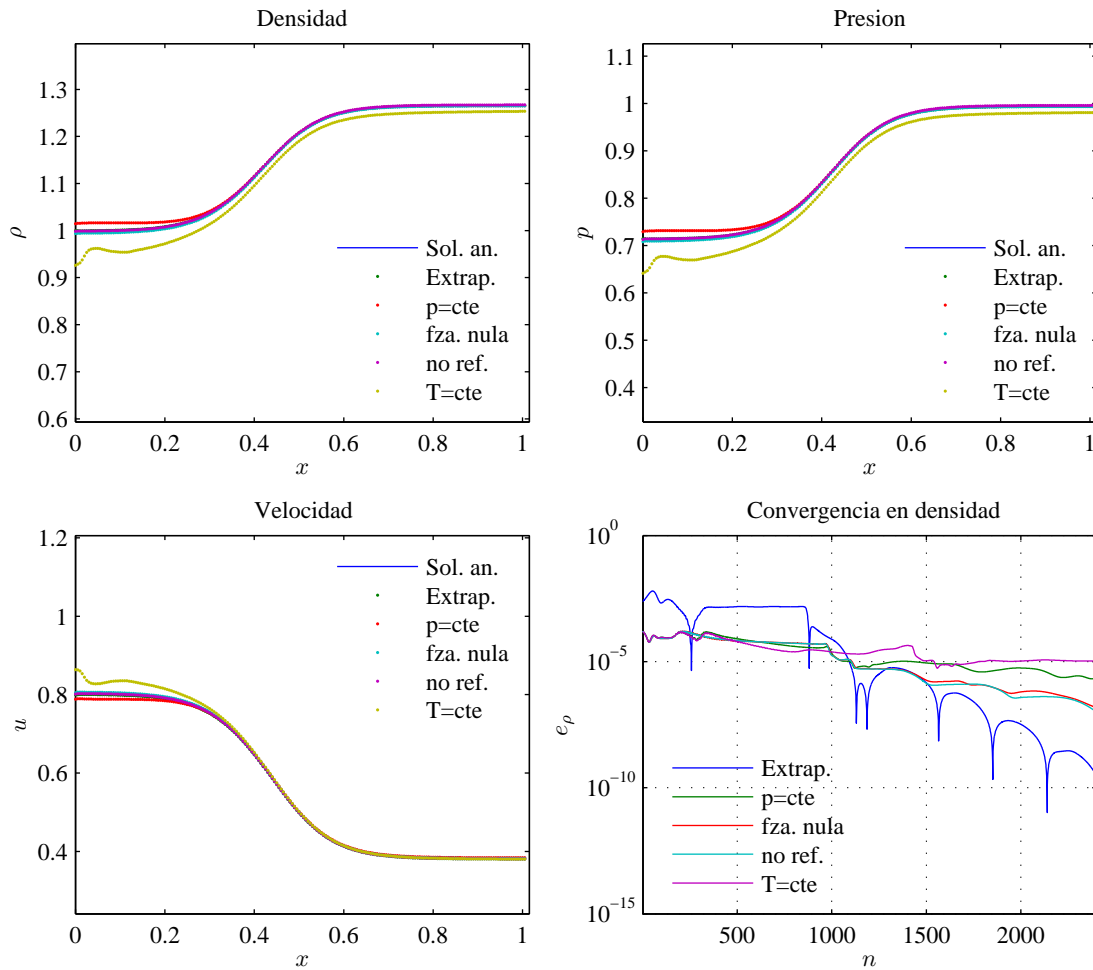 Densidad
1.3
1.2
1.1
1
0.9
0.8
0.7
0.6
ρ
Sol. an.
Extrap.
p=cte
fza. nula
no ref.
T=cte
0 0.2 0.4 0.6 0.8 1
x
Presion
1.1
1
0.9
0.8
0.7
0.6
0.5
0.4
p
Sol. an.
Extrap.
p=cte
fza. nula
no ref.
T=cte
0 0.2 0.4 0.6 0.8 1
x
Velocidad
1.2
1
0.8
0.6
0.4
u
Sol. an.
Extrap.
p=cte
fza. nula
no ref.
T=cte
0 0.2 0.4 0.6 0.8 1
x
Convergencia en densidad
10^0
10^−5
10^−10
10^−15
e_ρ
Extrap.
p=cte
fza. nula
no ref.
T=cte
500 1000 1500 2000
n